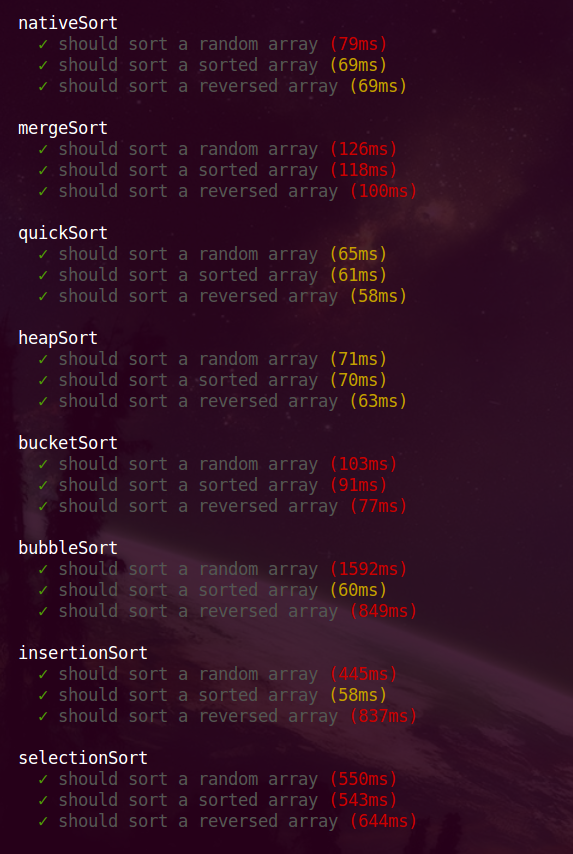 nativeSort
✓ should sort a random array (79ms)
✓ should sort a sorted array (69ms)
✓ should sort a reversed array (69ms)
mergeSort
✓ should sort a random array (126ms)
✓ should sort a sorted array (118ms)
✓ should sort a reversed array (100ms)
quickSort
✓ should sort a random array (65ms)
✓ should sort a sorted array (61ms)
✓ should sort a reversed array (58ms)
heapSort
✓ should sort a random array (71ms)
✓ should sort a sorted array (70ms)
✓ should sort a reversed array (63ms)
bucketSort
✓ should sort a random array (103ms)
✓ should sort a sorted array (91ms)
✓ should sort a reversed array (77ms)
bubbleSort
✓ should sort a random array (1592ms)
✓ should sort a sorted array (60ms)
✓ should sort a reversed array (849ms)
insertionSort
✓ should sort a random array (445ms)
✓ should sort a sorted array (58ms)
✓ should sort a reversed array (837ms)
selectionSort
✓ should sort a random array (550ms)
✓ should sort a sorted array (543ms)
✓ should sort a reversed array (644ms)